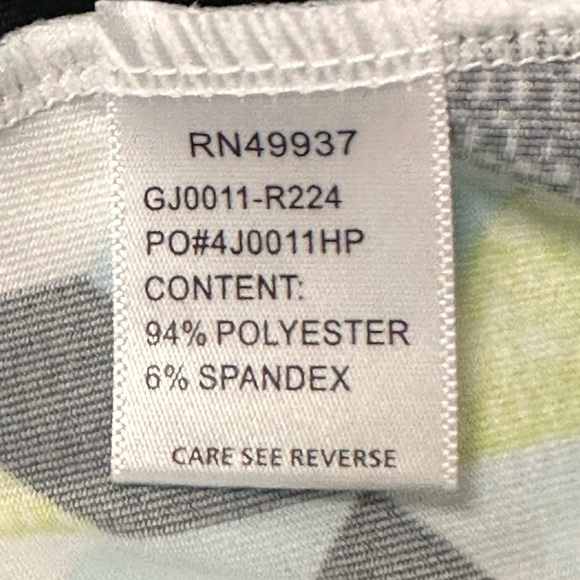 RN49937
GJ0011-R224
PO#4J0011HP
CONTENT:
94% POLYESTER
6% SPANDEX
CARE SEE REVERSE